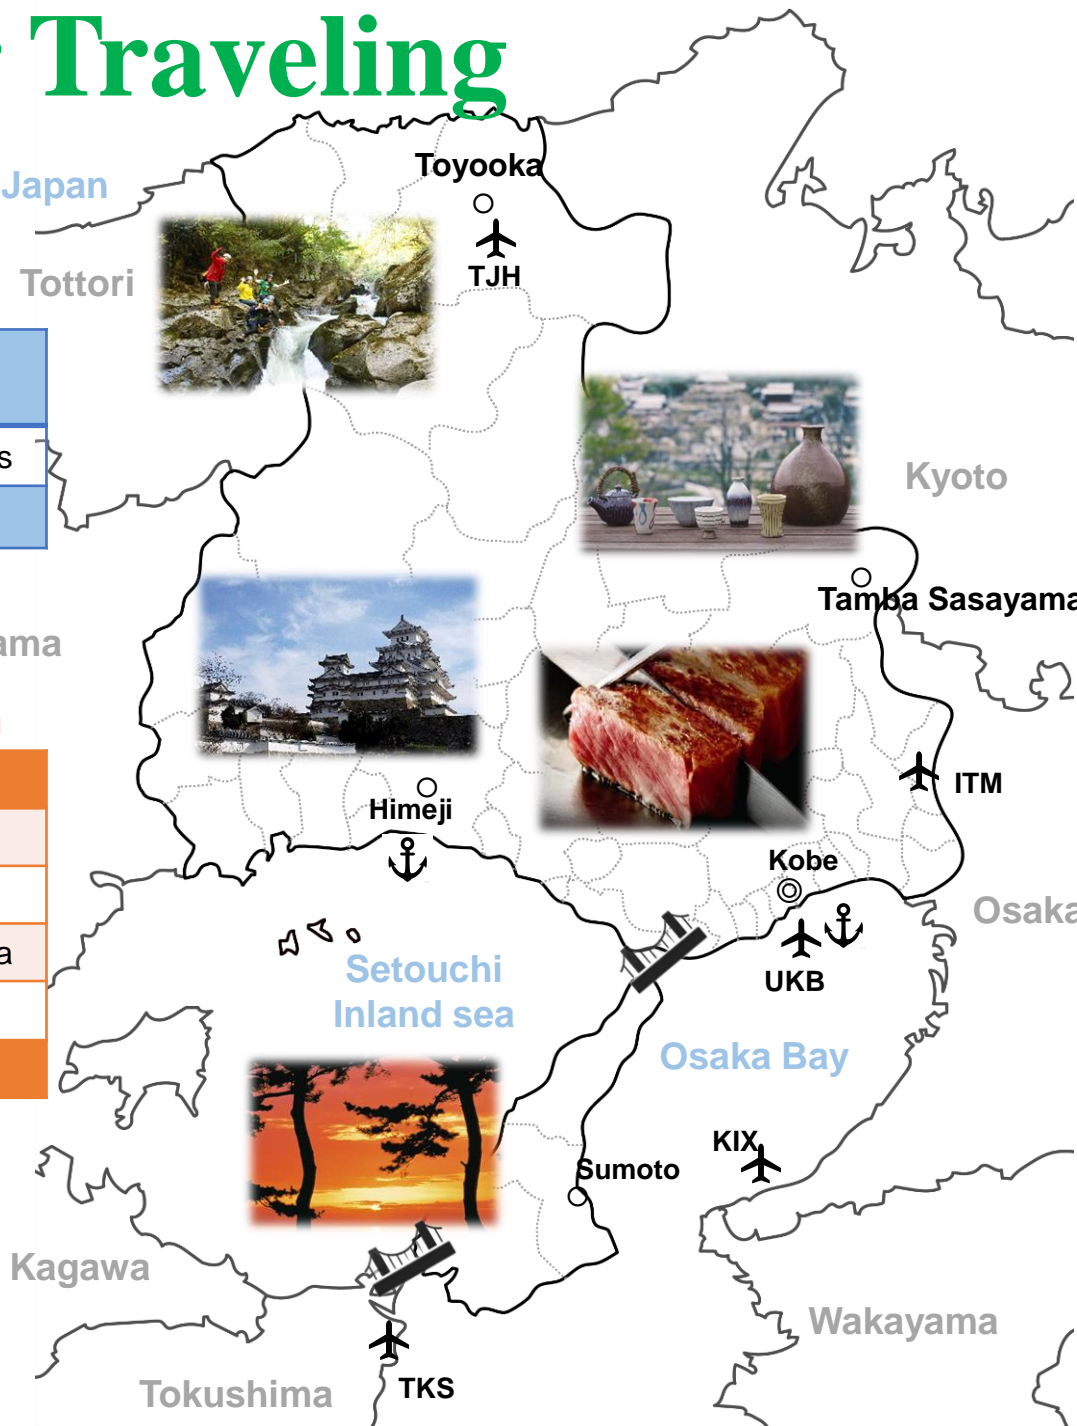 Traveling
Toyooka
Japan
TJH
Tottori
s
Kyoto
Tamba Sasayama
ama
ITM
Himeji
Kobe
Osaka
a
Setouchi
Inland sea
UKB
Osaka Bay
KIX
Sumoto
Kagawa
Wakayama
Tokushima
TKS